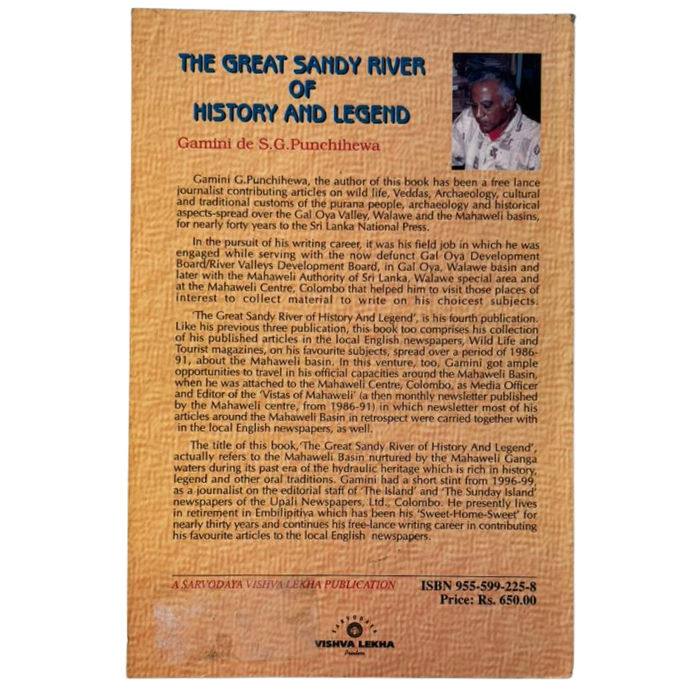 THE GREAT SANDY RIVER
OF
HISTORY AND LEGEND
Gamini de S.G.Punchihewa
Gamini G.Punchihewa, the author of this book has been a free lance
journalist contributing articles on wild life, Veddas, Archaeology, cultural
and traditional customs of the purana people, archaeology and historical
aspects-spread over the Gal Oya Valley, Walawe and the Mahaweli basins,
for nearly forty years to the Sri Lanka National Press.
In the pursuit of his writing career, it was his field job in which he was
engaged while serving with the now defunct Gal Oya Development
Board/River Valleys Development Board, in Gal Oya, Walawe basin and
later with the Mahaweli Authority of Sri Lanka, Walawe special area and
at the Mahaweli Centre, Colombo that helped him to visit those places of
interest to collect material to write on his choicest subjects.
'The Great Sandy River of History And Legend', is his fourth publication.
Like his previous three publication, this book too comprises his collection
of his published articles in the local English newspapers, Wild Life and
Tourist magazines, on his favourite subjects, spread over a period of 1986-
91, about the Mahaweli basin. In this venture, too, Gamini got ample
opportunities to travel in his official capacities around the Mahaweli Basin,
when he was attached to the Mahaweli Centre, Colombo, as Media Officer
and Editor of the 'Vistas of Mahaweli' (a then monthly newsletter published
by the Mahaweli centre, from 1986-91) in which newsletter most of his
articles around the Mahaweli Basin in retrospect were carried together with
in the local English newspapers, as well.
The title of this book,'The Great Sandy River of History And Legend',
actually refers to the Mahaweli Basin nurtured by the Mahaweli Ganga
waters during its past era of the hydraulic heritage which is rich in history,
legend and other oral traditions. Gamini had a short stint from 1996-99,
as a journalist on the editorial staff of 'The Island' and 'The Sunday Island'
newspapers of the Upali Newspapers, Ltd., Colombo. He presently lives
in retirement in Embilipitiya which has been his 'Sweet-Home-Sweet' for
nearly thirty years and continues his free-lance writing career in contributing
his favourite articles to the local English newspapers.
A SARVODAYA VISHVA LEKHA PUBLICATION
ISBN 955-599-225-8
Price: Rs. 650.00
SARVODAYA
VISHVA LEKHA
Printers